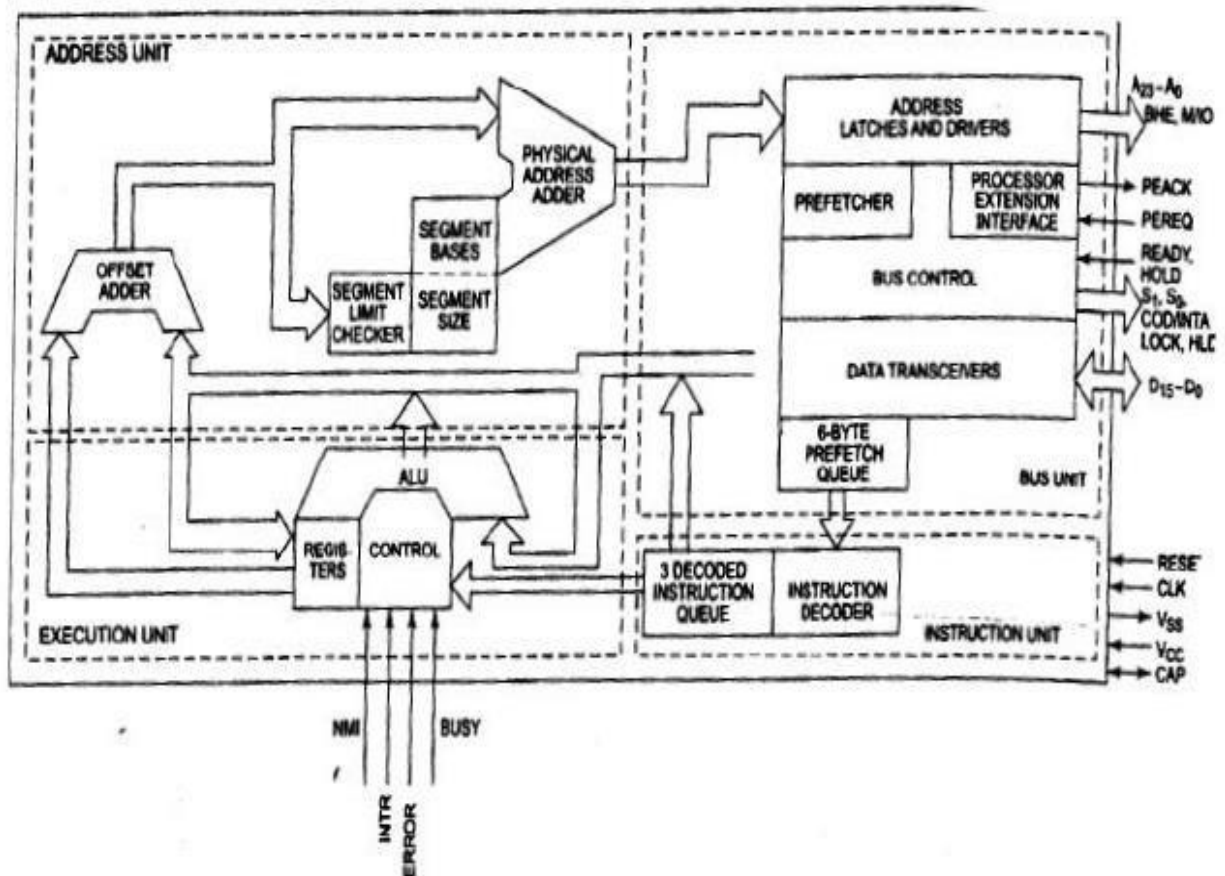 ADDRESS UNIT
OFFSET
ADDER
PHYSICAL
ADDRESS
ADDER
SEGMENT
BASES
SEGMENT
LIMIT
CHECKER
SEGMENT
SIZE
ADDRESS
LATCHES AND DRIVERS
PREFETCHER
PROCESSOR
EXTENSION
INTERFACE
BUS CONTROL
DATA TRANSCEIVERS
6-BYTE
PREFETCH
QUEUE
BUS UNIT
A23-A0
BHE, M/IO
PEACK
PEREQ
READY,
HOLD
S1, S0,
COD/INTA
LOCK, HLD
D15-D0
ALU
REGIS
TERS
CONTROL
EXECUTION UNIT
3 DECODED
INSTRUCTION
QUEUE
INSTRUCTION
DECODER
INSTRUCTION UNIT
RESE
CLK
VSS
VCC
CAP
NMI
INTR
ERROR
BUSY